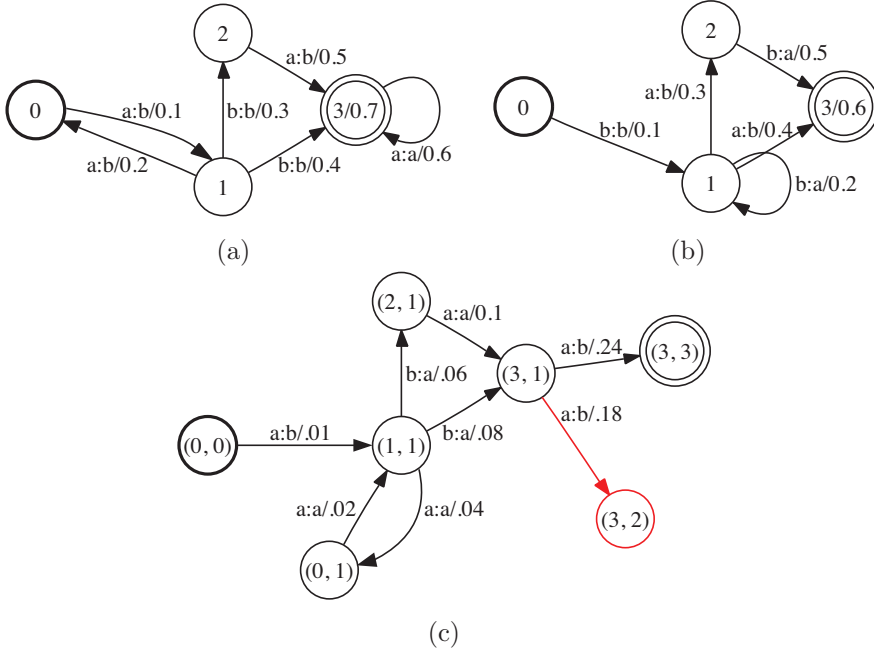 0
a:b/0.1
a:b/0.2
1
b:b/0.3
2
a:b/0.5
b:b/0.4
3/0.7
a:a/0.6
(a)
0
b:b/0.1
1
a:b/0.3
2
b:a/0.5
a:b/0.4
3/0.6
b:a/0.2
(b)
(0, 0)
a:b/.01
(1, 1)
b:a/.06
(2, 1)
a:a/0.1
b:a/.08
(3, 1)
a:b/.24
(3, 3)
a:b/.18
(3, 2)
a:a/.02
a:a/.04
(0, 1)
(c)